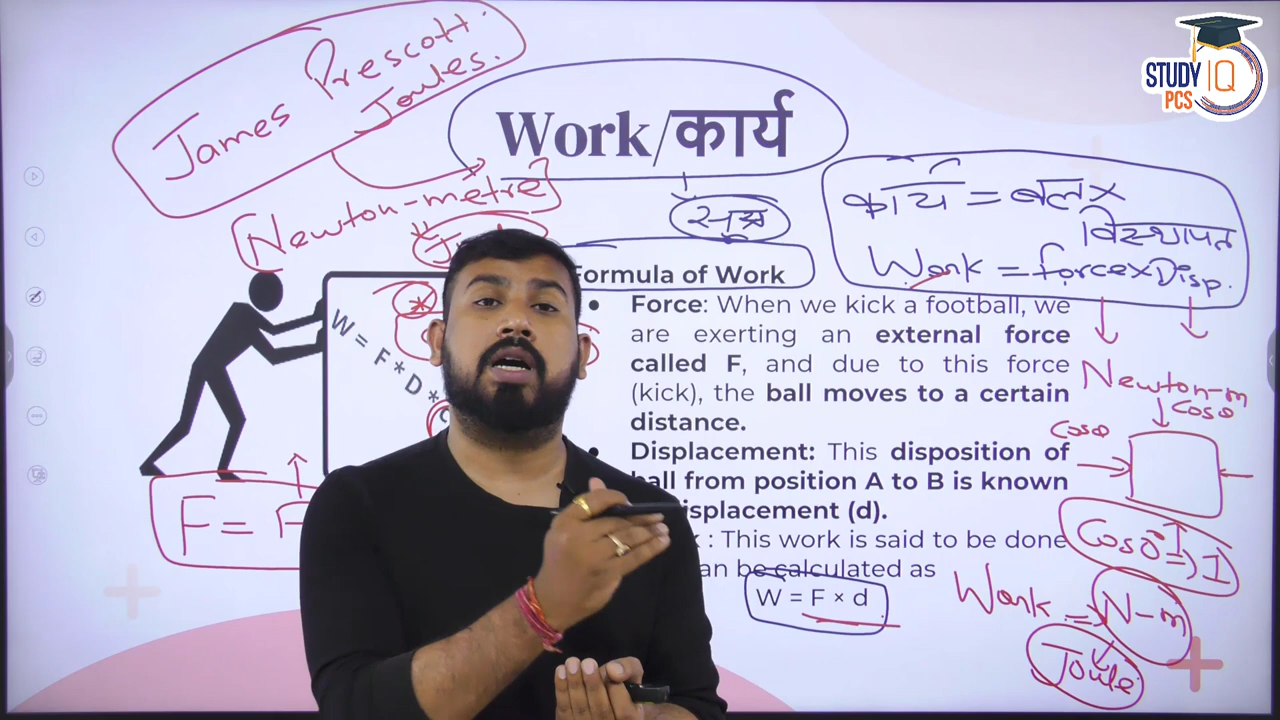 James Prescott
Joules.
Work/कार्य
STUDY IQ
PCS
[Newton-metre]
सूत्र
कार्य = बल×
विस्थापन
Work = force×Disp.
Formula of Work
• Force: When we kick a football, we
are exerting an external force
called F, and due to this force
(kick), the ball moves to a certain
distance.
• Displacement: This disposition of
ball from position A to B is known
isplacement (d).
: This work is said to be done
an be calculated as
W = F × d
W = F * D *
F =
Newton-m
Cosθ
Cosθ
Cos0° => 1
Work => N-m
Joule